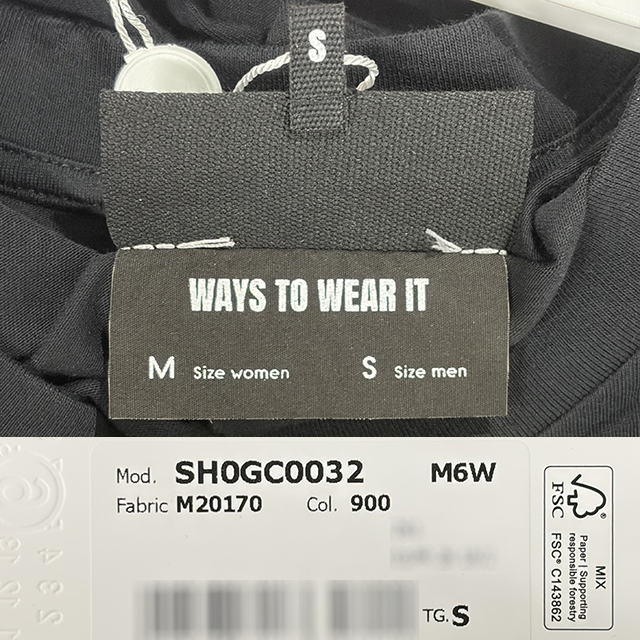 S
WAYS TO WEAR IT
M Size women S Size men
Mod. SH0GC0032 M6W
Fabric M20170 Col. 900
TG. S
FSC
MIX
Paper | Supporting
responsible forestry
FSC® C143862